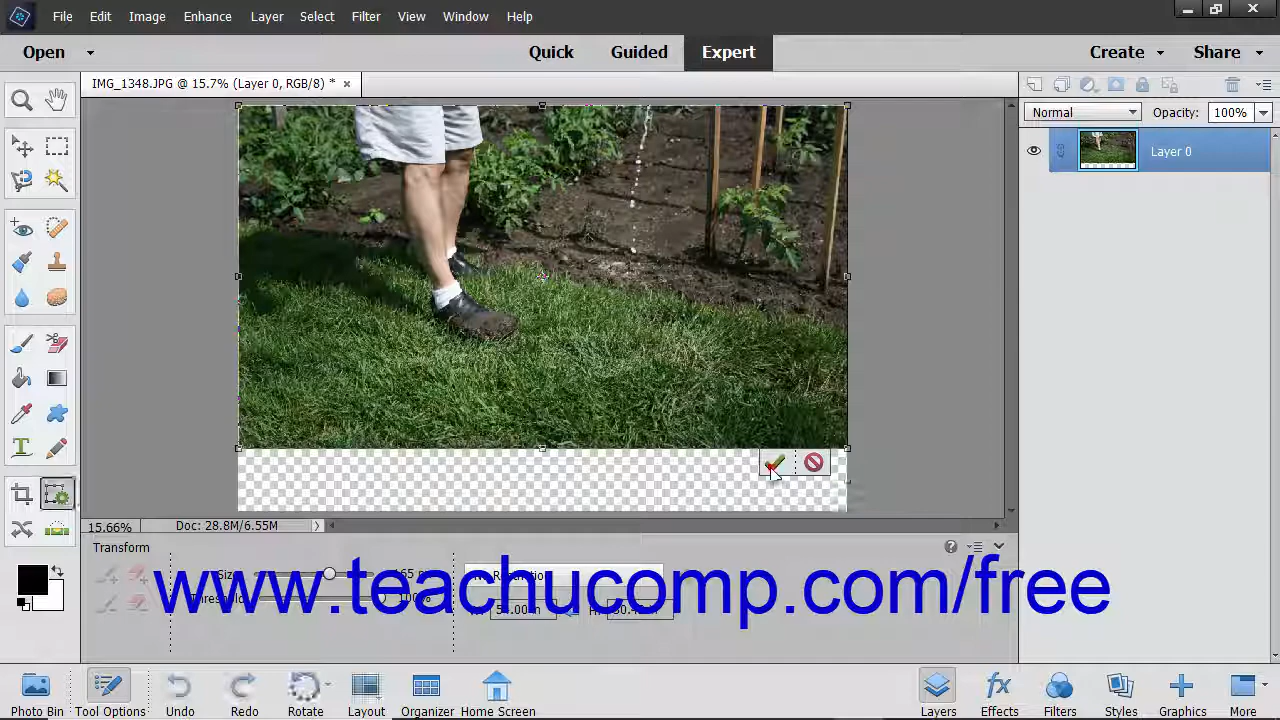 File Edit Image Enhance Layer Select Filter View Window Help
Open Quick Guided Expert Create Share
IMG_1348.JPG @ 15.7% (Layer 0, RGB/8) * ×
Normal Opacity: 100%
Layer 0
15.66% Doc: 28.8M/6.55M
Transform
www.teachucomp.com/free
Photo Bin Tool Options Undo Redo Rotate Layout Organizer Home Screen Layers Effects Filters Styles Graphics More